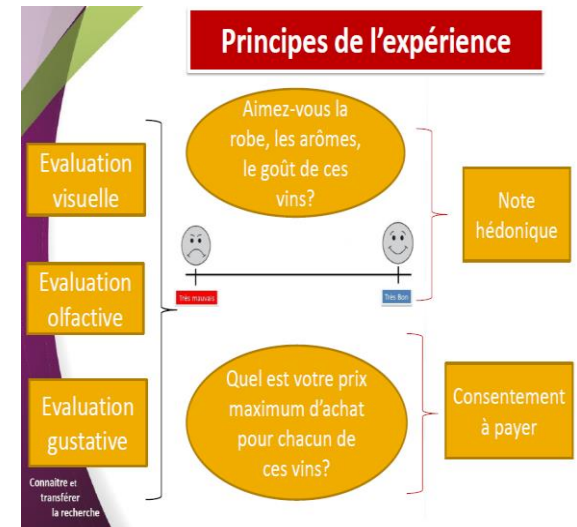 Principes de l'expérience
Evaluation
visuelle
Evaluation
olfactive
Evaluation
gustative
Aimez-vous la
robe, les arômes,
le goût de ces
vins?
Très mauvais
Très Bon
Quel est votre prix
maximum d'achat
pour chacun de
ces vins?
Note
hédonique
Consentement
à payer
Connaitre et
transférer
la recherche